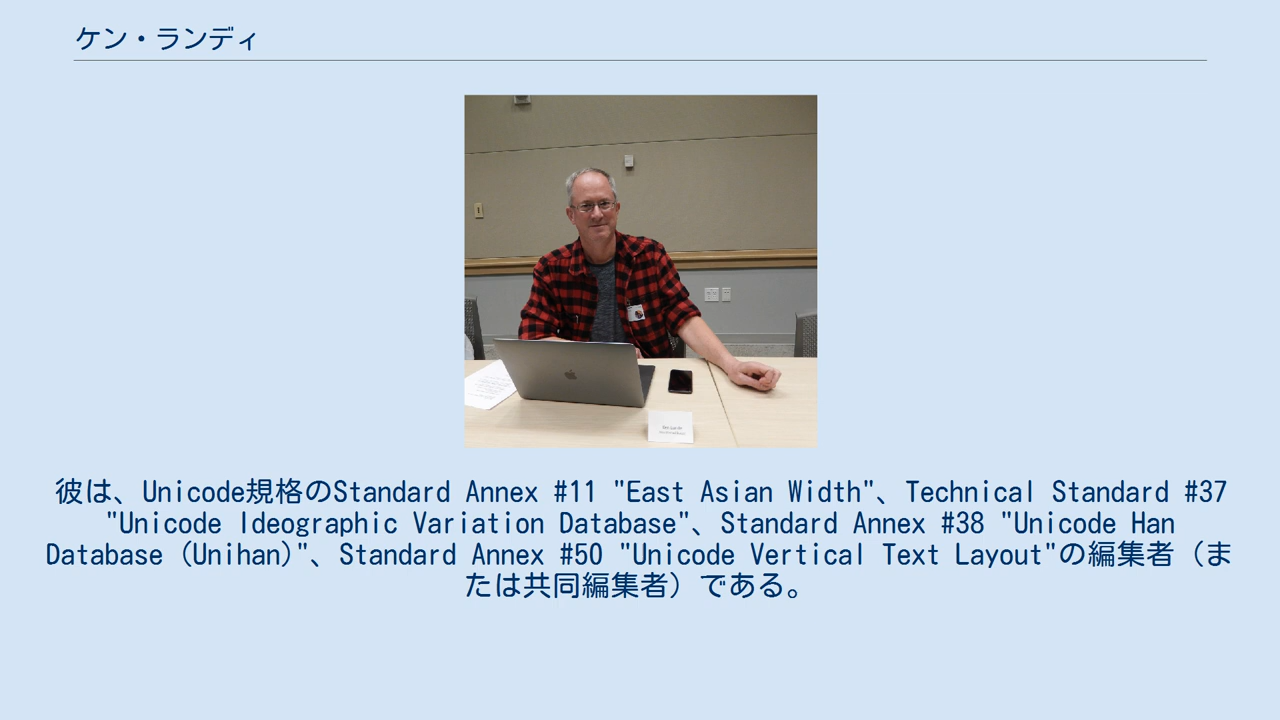 ケン・ランディ
彼は、Unicode規格のStandard Annex #11 "East Asian Width"、Technical Standard #37
"Unicode Ideographic Variation Database"、Standard Annex #38 "Unicode Han
Database (Unihan)"、Standard Annex #50 "Unicode Vertical Text Layout"の編集者（ま
たは共同編集者）である。